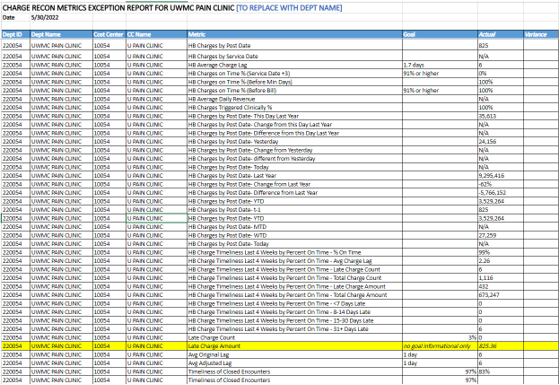 CHARGE RECON METRICS EXCEPTION REPORT FOR UWMC PAIN CLINIC [TO REPLACE WITH DEPT NAME]
Date 5/30/2022
Dept ID Dept Name Cost Center CC Name Metric Goal Actual Variance
220054 UWMC PAIN CLINIC 10054 U PAIN CLINIC HB Charges by Post Date 825
220054 UWMC PAIN CLINIC 10054 U PAIN CLINIC HB Charges by Service Date N/A
220054 UWMC PAIN CLINIC 10054 U PAIN CLINIC HB Average Charge Lag 1.7 days 6
220054 UWMC PAIN CLINIC 10054 U PAIN CLINIC HB Charges on Time % (Service Date +3) 91% or higher 0%
220054 UWMC PAIN CLINIC 10054 U PAIN CLINIC HB Charges on Time % (Before Min Days) 100%
220054 UWMC PAIN CLINIC 10054 U PAIN CLINIC HB Charges on Time % (Before Bill) 91% or higher 100%
220054 UWMC PAIN CLINIC 10054 U PAIN CLINIC HB Average Daily Revenue N/A
220054 UWMC PAIN CLINIC 10054 U PAIN CLINIC HB Charges Triggered Clinically % 100%
220054 UWMC PAIN CLINIC 10054 U PAIN CLINIC HB Charges by Post Date- This Day Last Year 35,613
220054 UWMC PAIN CLINIC 10054 U PAIN CLINIC HB Charges by Post Date- Change from this Day Last Year N/A
220054 UWMC PAIN CLINIC 10054 U PAIN CLINIC HB Charges by Post Date- Difference from this Day Last Year N/A
220054 UWMC PAIN CLINIC 10054 U PAIN CLINIC HB Charges by Post Date- Yesterday 24,156
220054 UWMC PAIN CLINIC 10054 U PAIN CLINIC HB Charges by Post Date- Change from Yesterday N/A
220054 UWMC PAIN CLINIC 10054 U PAIN CLINIC HB Charges by Post Date- different from Yesterday N/A
220054 UWMC PAIN CLINIC 10054 U PAIN CLINIC HB Charges by Post Date- Today N/A
220054 UWMC PAIN CLINIC 10054 U PAIN CLINIC HB Charges by Post Date- Last Year 9,295,416
220054 UWMC PAIN CLINIC 10054 U PAIN CLINIC HB Charges by Post Date- Change from Last Year -62%
220054 UWMC PAIN CLINIC 10054 U PAIN CLINIC HB Charges by Post Date- Difference from Last Year -5,766,152
220054 UWMC PAIN CLINIC 10054 U PAIN CLINIC HB Charges by Post Date- YTD 3,529,264
220054 UWMC PAIN CLINIC 10054 U PAIN CLINIC HB Charges by Post Date- t-1 825
220054 UWMC PAIN CLINIC 10054 U PAIN CLINIC HB Charges by Post Date- YTD 3,529,264
220054 UWMC PAIN CLINIC 10054 U PAIN CLINIC HB Charges by Post Date- MTD N/A
220054 UWMC PAIN CLINIC 10054 U PAIN CLINIC HB Charges by Post Date- WTD 27,259
220054 UWMC PAIN CLINIC 10054 U PAIN CLINIC HB Charges by Post Date- Today N/A
220054 UWMC PAIN CLINIC 10054 U PAIN CLINIC HB Charge Timeliness Last 4 Weeks by Percent On Time - % On Time 99%
220054 UWMC PAIN CLINIC 10054 U PAIN CLINIC HB Charge Timeliness Last 4 Weeks by Percent On Time - Avg Charge Lag 2.26
220054 UWMC PAIN CLINIC 10054 U PAIN CLINIC HB Charge Timeliness Last 4 Weeks by Percent On Time - Late Charge Count 6
220054 UWMC PAIN CLINIC 10054 U PAIN CLINIC HB Charge Timeliness Last 4 Weeks by Percent On Time - Total Charge Count 1,116
220054 UWMC PAIN CLINIC 10054 U PAIN CLINIC HB Charge Timeliness Last 4 Weeks by Percent On Time - Late Charge Amount 432
220054 UWMC PAIN CLINIC 10054 U PAIN CLINIC HB Charge Timeliness Last 4 Weeks by Percent On Time - Total Charge Amount 673,247
220054 UWMC PAIN CLINIC 10054 U PAIN CLINIC HB Charge Timeliness Last 4 Weeks by Percent On Time - <7 Days Late 0
220054 UWMC PAIN CLINIC 10054 U PAIN CLINIC HB Charge Timeliness Last 4 Weeks by Percent On Time - 8-14 Days Late 0
220054 UWMC PAIN CLINIC 10054 U PAIN CLINIC HB Charge Timeliness Last 4 Weeks by Percent On Time - 15-30 Days Late 0
220054 UWMC PAIN CLINIC 10054 U PAIN CLINIC HB Charge Timeliness Last 4 Weeks by Percent On Time - 31+ Days Late 6
220054 UWMC PAIN CLINIC 10054 U PAIN CLINIC Late Charge Count 3% 0
220054 UWMC PAIN CLINIC 10054 U PAIN CLINIC Late Charge Amount no goal informational only 825.36
220054 UWMC PAIN CLINIC 10054 U PAIN CLINIC Avg Original Lag 1 day 6
220054 UWMC PAIN CLINIC 10054 U PAIN CLINIC Avg Adjusted Lag 1 day 6
220054 UWMC PAIN CLINIC 10054 U PAIN CLINIC Timeliness of Closed Encounters 97% 83%
220054 UWMC PAIN CLINIC 10054 U PAIN CLINIC Timeliness of Closed Encounters 97%